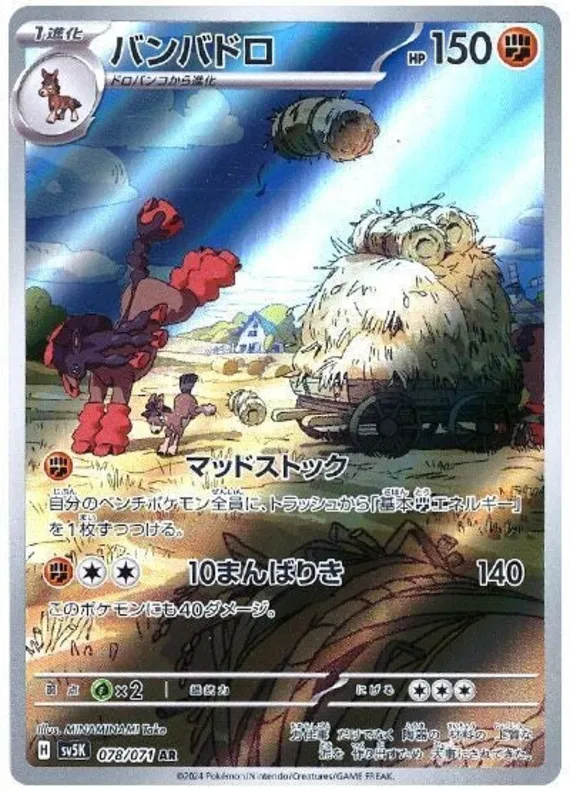 1進化
バンバドロ
HP 150
ドロバンコから進化
マッドストック
自分のベンチポケモン全員に、トラッシュから「基本闘エネルギー」
を1枚ずつつける。
10まんばりき 140
このポケモンにも40ダメージ。
弱点 ×2 抵抗力 にげる
Illus. MINAMINAMI Take
H sv5K 078/071 AR
だけでなく 陶器の 材料の 上質な
泥を 作り出すため 大事にされてきた。
©2024 Pokémon/Nintendo/Creatures/GAME FREAK.